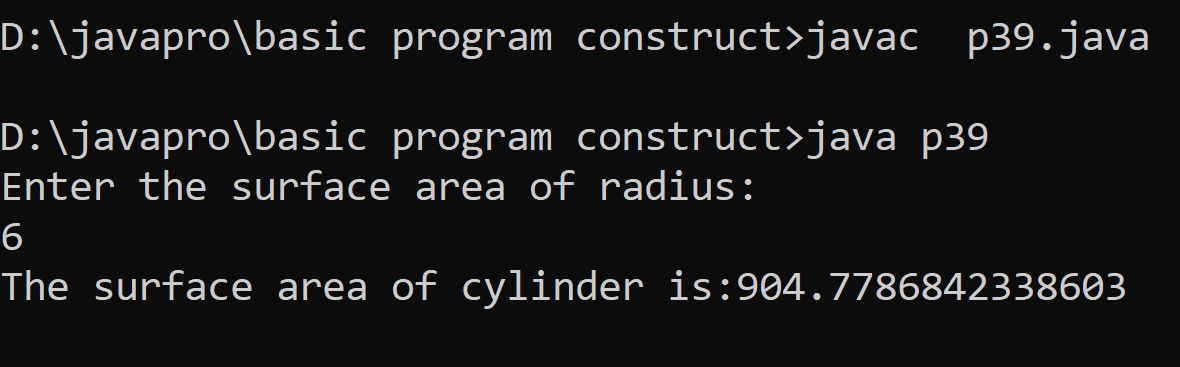 D:\javapro\basic program construct>javac  p39.java
D:\javapro\basic program construct>java p39
Enter the surface area of radius:
6
The surface area of cylinder is:904.7786842338603